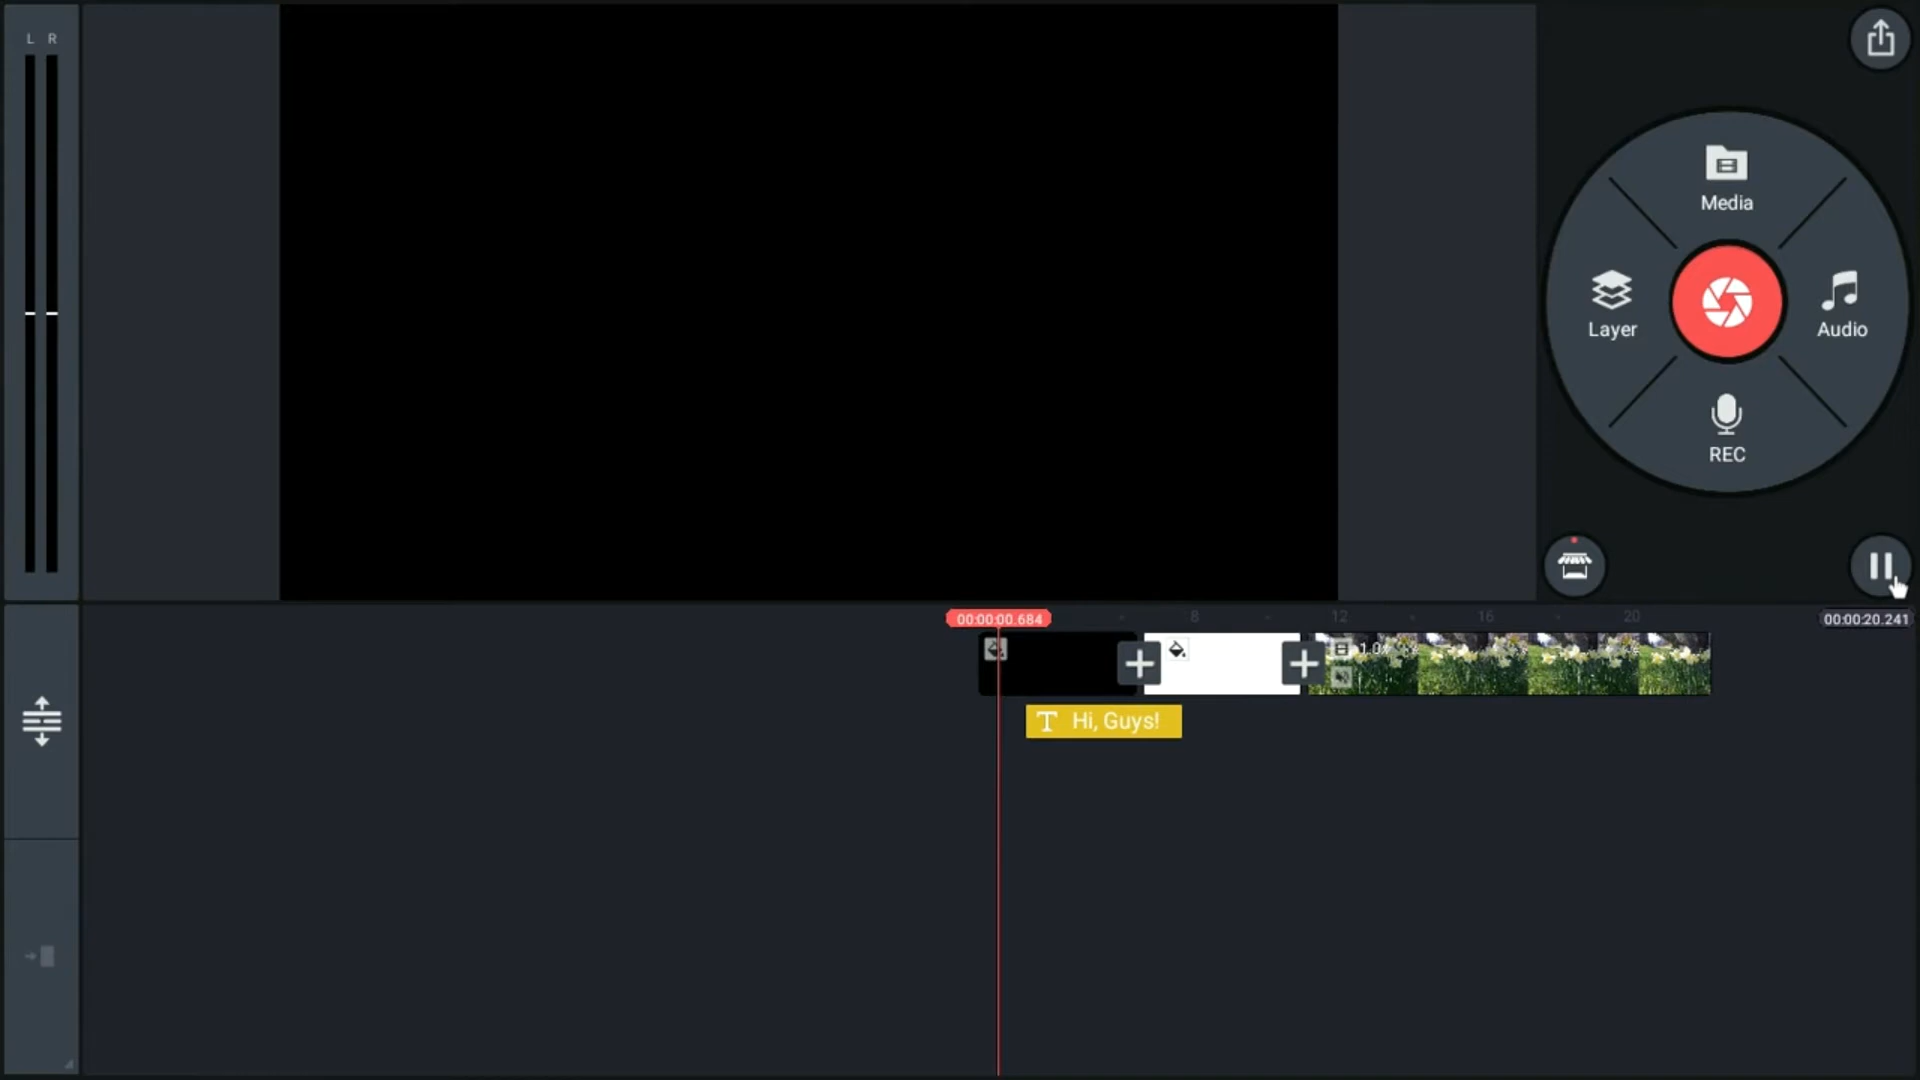 L R
Media
Layer
Audio
REC
00:00:00.684
8
12
16
20
00:00:20.241
T Hi, Guys!